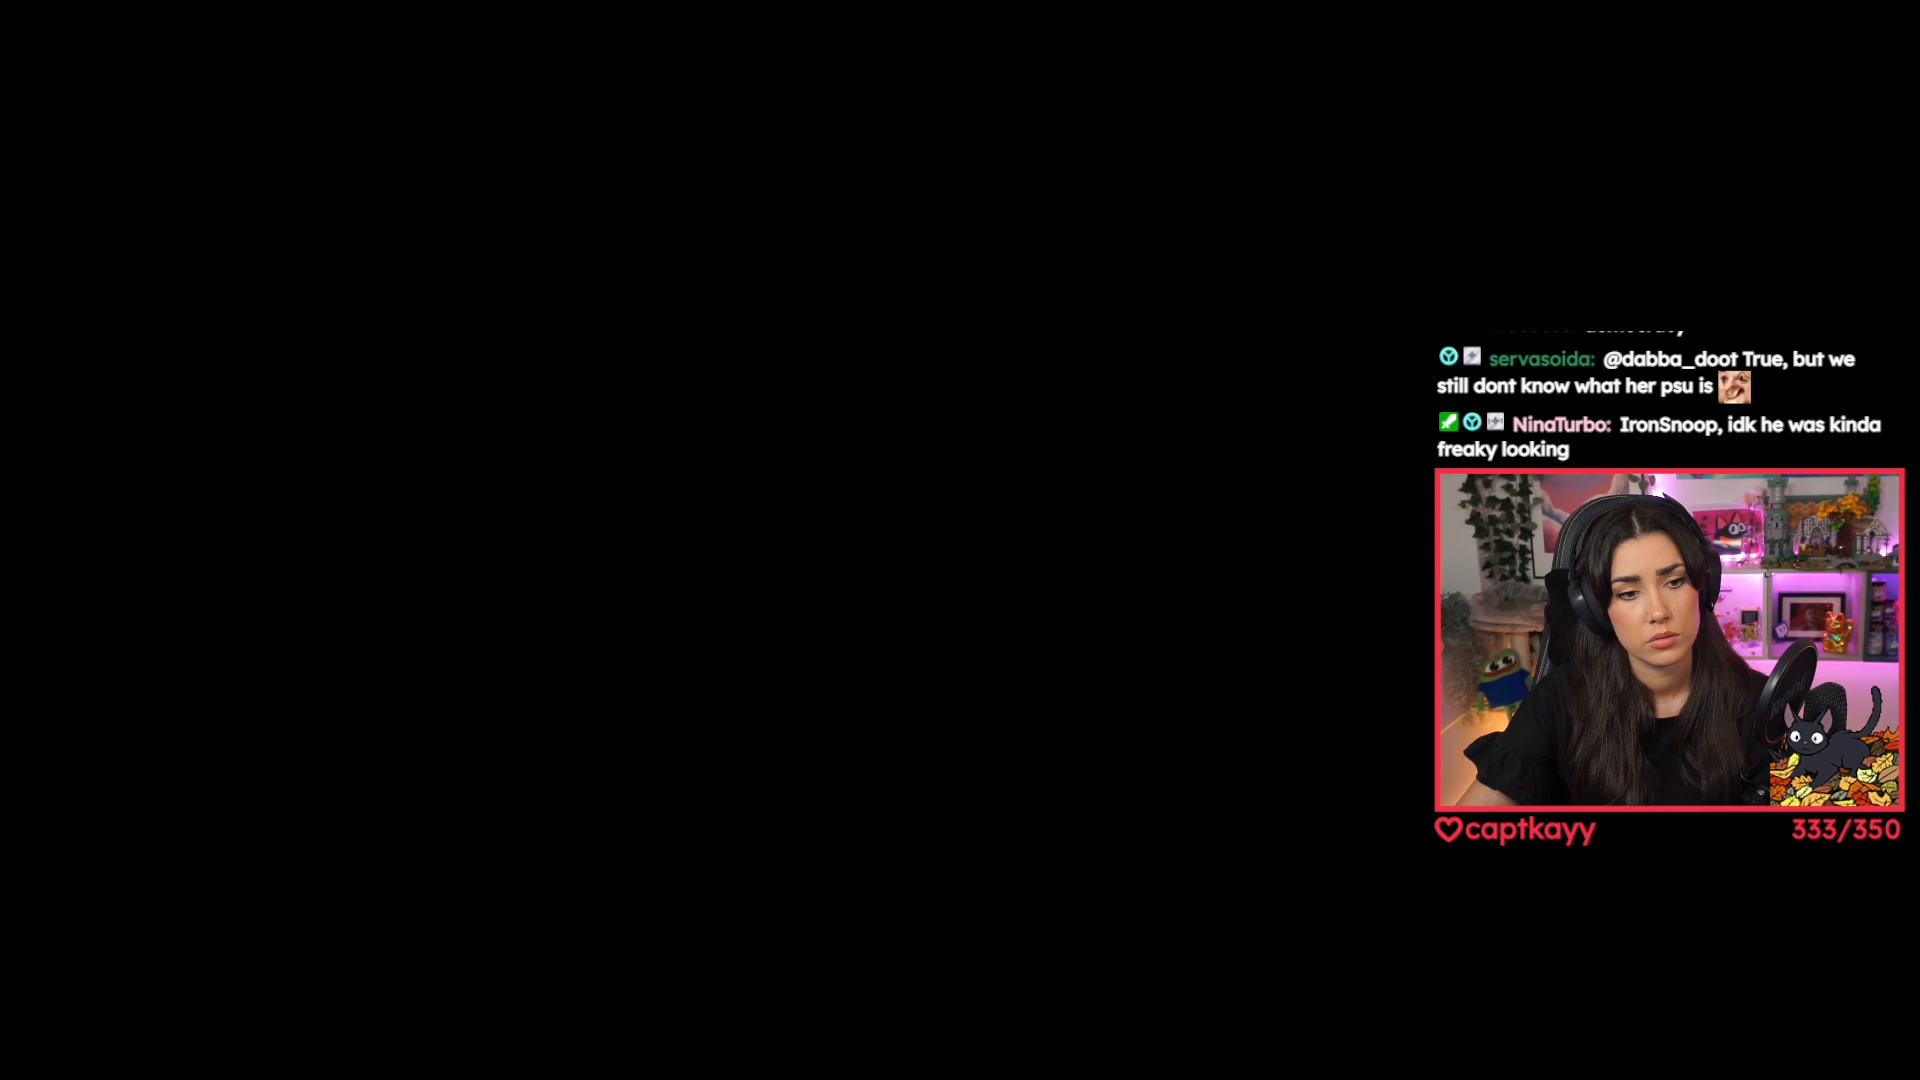 servasoida: @dabba_doot True, but we
still dont know what her psu is
NinaTurbo: IronSnoop, idk he was kinda
freaky looking
captkayy 333/350